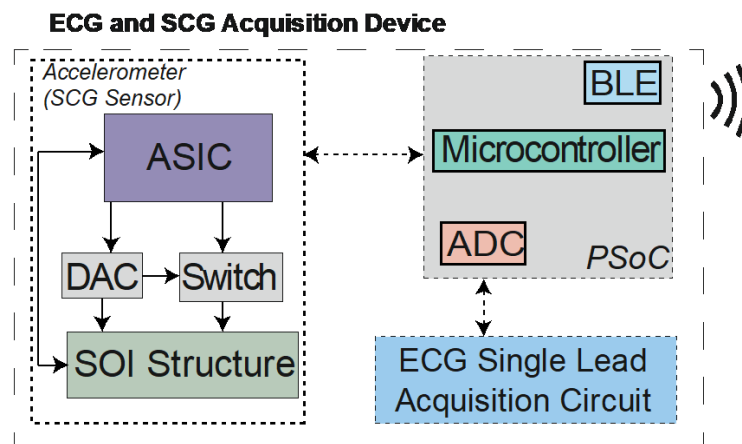 ECG and SCG Acquisition Device
Accelerometer
(SCG Sensor)
ASIC
DAC
Switch
SOI Structure
BLE
Microcontroller
ADC
PSoC
ECG Single Lead
Acquisition Circuit